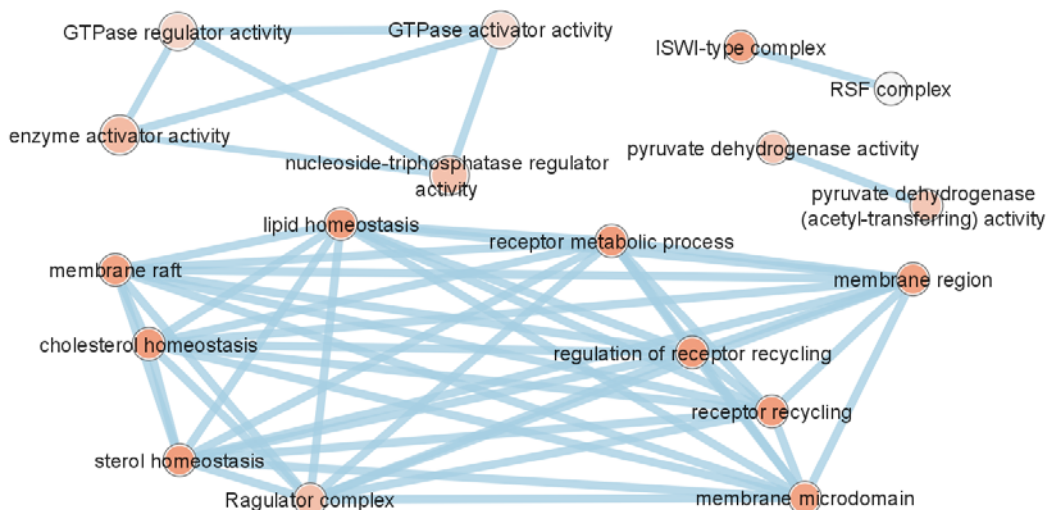 GTPase regulator activity
GTPase activator activity
ISWI-type complex
RSF complex
enzyme activator activity
nucleoside-triphosphatase regulator
activity
pyruvate dehydrogenase activity
pyruvate dehydrogenase
(acetyl-transferring) activity
lipid homeostasis
receptor metabolic process
membrane raft
membrane region
cholesterol homeostasis
regulation of receptor recycling
receptor recycling
sterol homeostasis
Ragulator complex
membrane microdomain